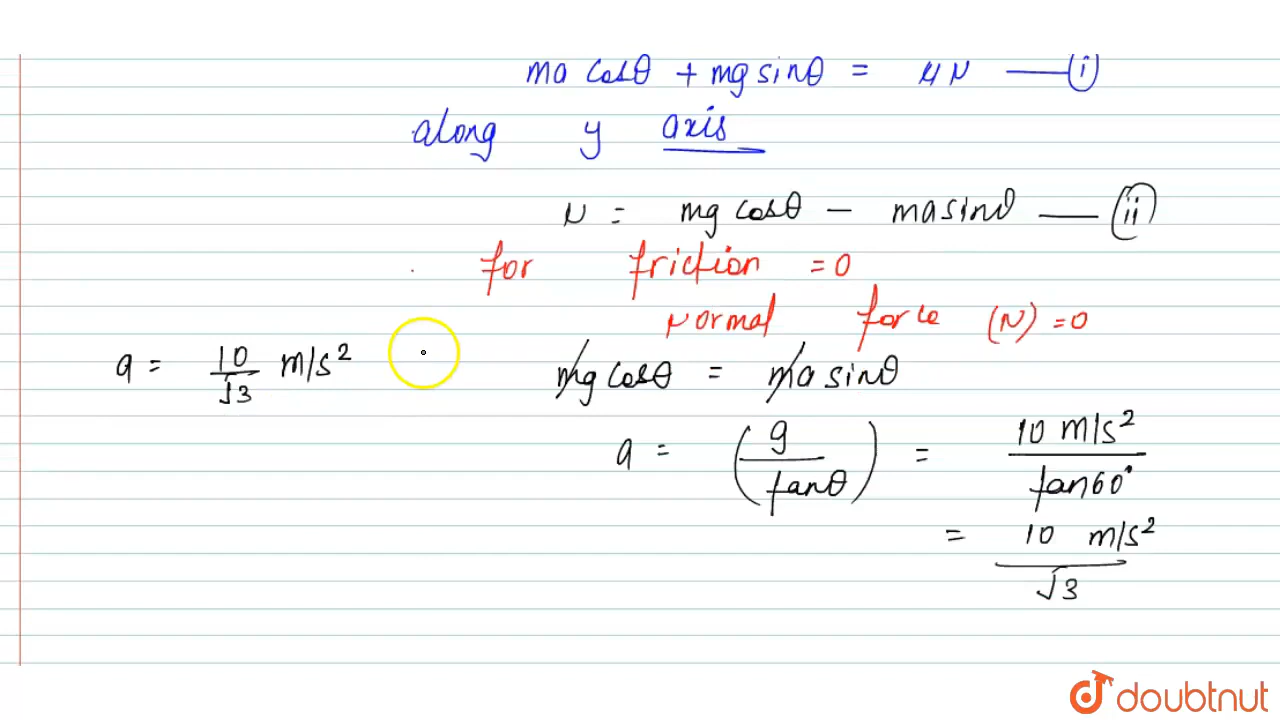 ma cosθ + mg sinθ = μN — (i)
along y axis
N = mg cosθ − ma sinθ — (ii)
for friction = 0
Normal force (N) = 0
a = 10/√3 m/s²
mg cosθ = ma sinθ
a = (g/tanθ) = 10 m/s²/tan60°
= 10 m/s²/√3
doubtnut